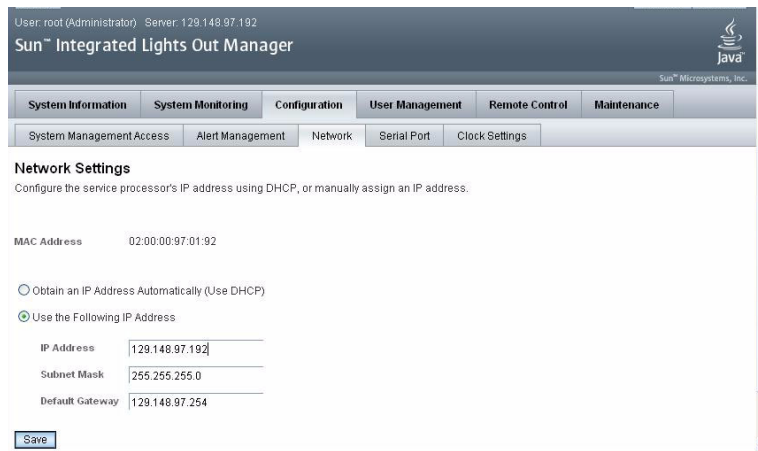 User: root (Administrator) Server: 129.148.97.192
Sun™ Integrated Lights Out Manager
Java™
Sun™ Microsystems, Inc.
System Information System Monitoring Configuration User Management Remote Control Maintenance
System Management Access Alert Management Network Serial Port Clock Settings
Network Settings
Configure the service processor's IP address using DHCP, or manually assign an IP address.
MAC Address 02:00:00:97:01:92
Obtain an IP Address Automatically (Use DHCP)
Use the Following IP Address
IP Address 129.148.97.192
Subnet Mask 255.255.255.0
Default Gateway 129.148.97.254
Save